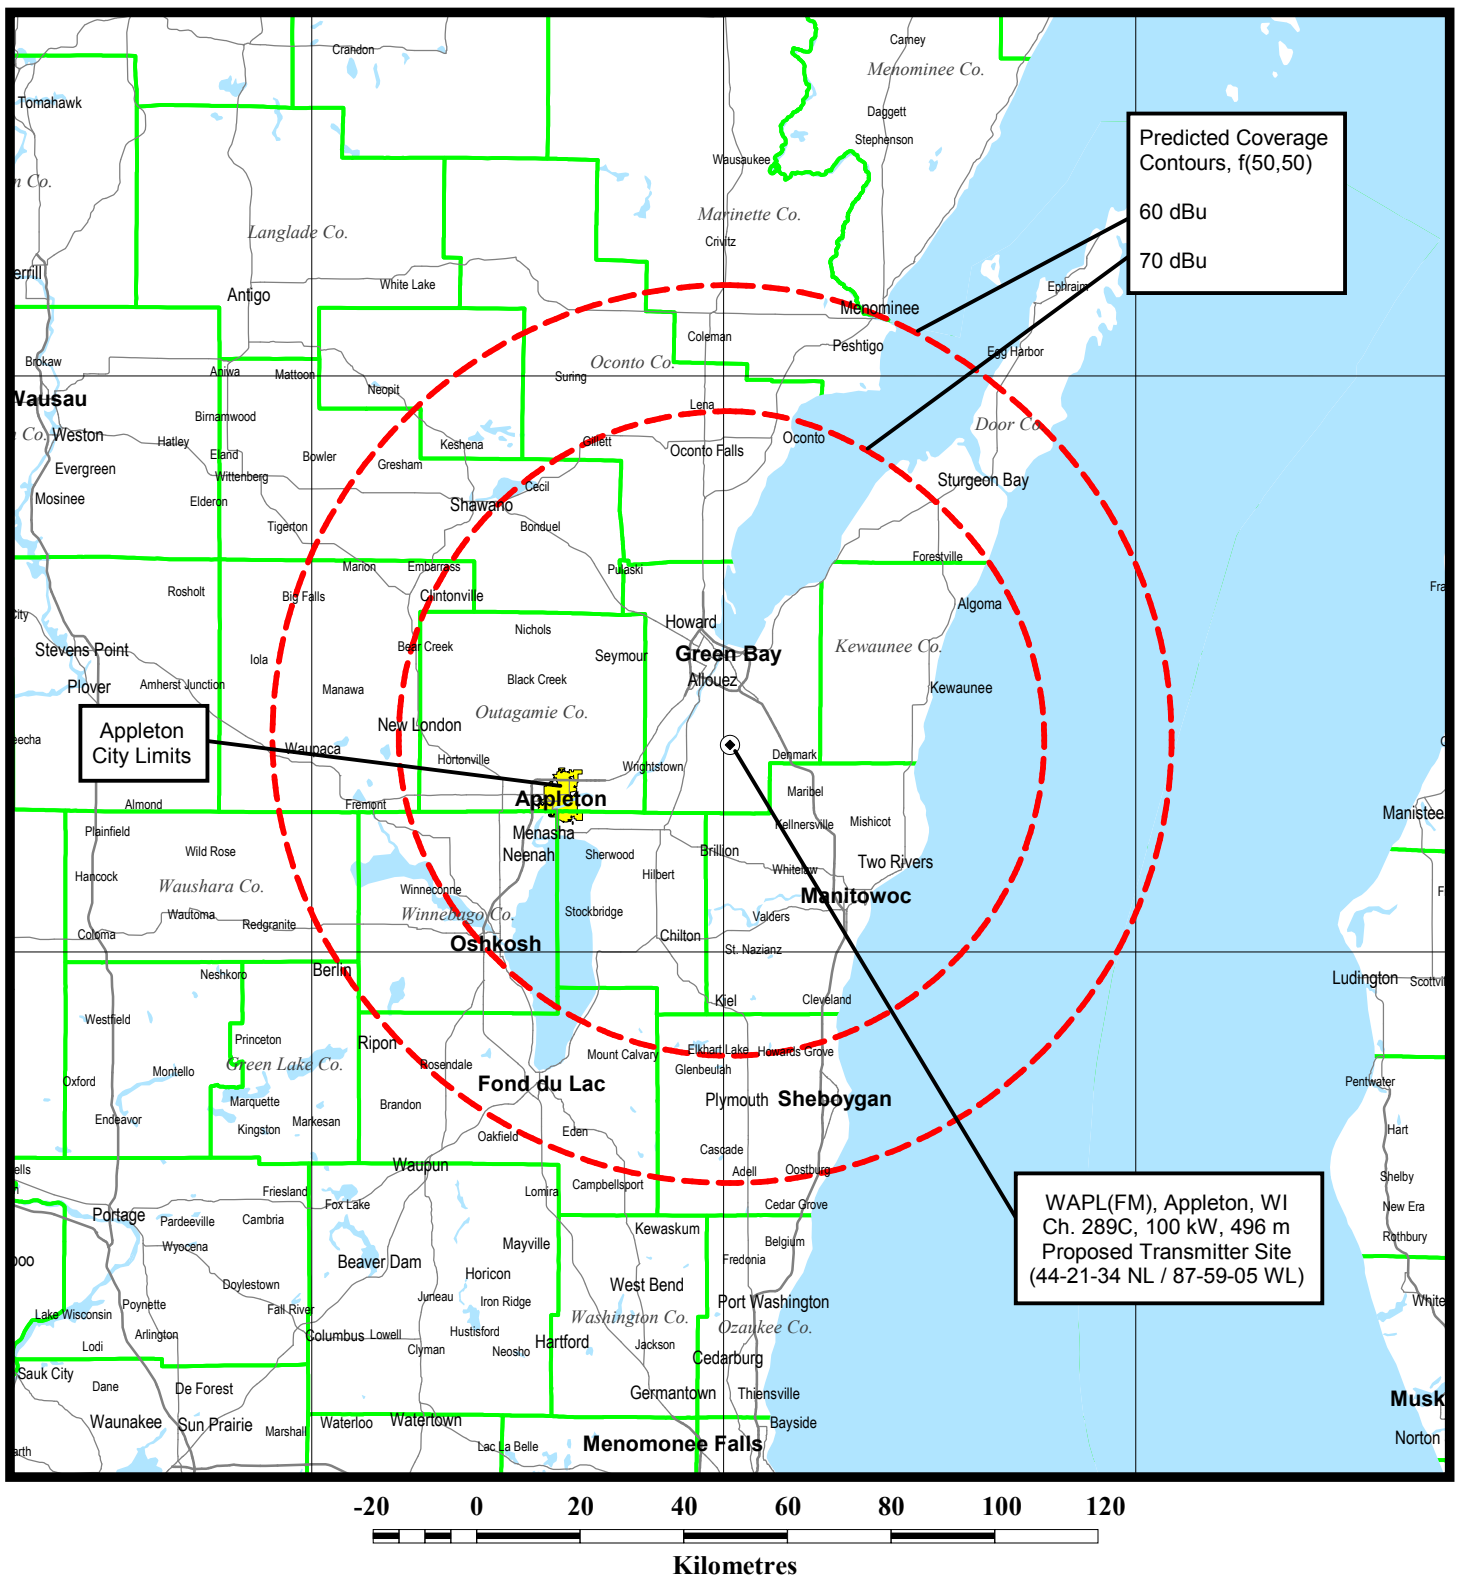 Crandon
Carney
Menominee Co.
Tomahawk
Daggett
Stephenson
Predicted Coverage
Contours, f(50,50)
60 dBu
70 dBu
Wausaukee
n Co.
Marinette Co.
Langlade Co.
Crivitz
errill
White Lake
Antigo
Ephraim
Menominee
Coleman
Peshtigo
Egg Harbor
Brokaw
Oconto Co.
Aniwa
Mattoon
Suring
Neopit
Wausau
Lena
Birnamwood
Door Co.
Co.
Weston
Hatley
Keshena
Gillett
Oconto
Oconto Falls
Eland
Bowler
Gresham
Evergreen
Wittenberg
Sturgeon Bay
Mosinee
Elderon
Cecil
Shawano
Tigerton
Bonduel
Forestville
Marion
Embarrass
Pulaski
Rosholt
Big Falls
Clintonville
Fra
Algoma
City
Howard
Nichols
Stevens Point
Iola
Bear Creek
Seymour
Green Bay
Kewaunee Co.
Plover
Amherst Junction
Manawa
Black Creek
Allouez
Kewaunee
Outagamie Co.
New London
Appleton
City Limits
eecha
Waupaca
Hortonville
Wrightstown
Denmark
Almond
Fremont
Appleton
Maribel
Manistee
Plainfield
Menasha
Kellnersville
Mishicot
Wild Rose
Neenah
Sherwood
Brillion
Two Rivers
Hancock
Waushara Co.
Winneconne
Hilbert
Whitelaw
Manitowoc
F
Wautoma
Redgranite
Winnebago Co.
Stockbridge
Valders
Coloma
Oshkosh
Chilton
St. Nazianz
Neshkoro
Berlin
Ludington
Scottvil
Westfield
Kiel
Cleveland
Princeton
Ripon
Green Lake Co.
Rosendale
Mount Calvary
Elkhart Lake
Howards Grove
Glenbeulah
Oxford
Montello
Fond du Lac
Pentwater
Marquette
Brandon
Plymouth
Sheboygan
Endeavor
Kingston
Markesan
Oakfield
Eden
Hart
Cascade
ells
Waupun
Adell
Oostburg
Shelby
Friesland
Lomira
Campbellsport
WAPL(FM), Appleton, WI
Ch. 289C, 100 kW, 496 m
Proposed Transmitter Site
(44-21-34 NL / 87-59-05 WL)
Fox Lake
Cedar Grove
New Era
Portage
Pardeeville
Cambria
Kewaskum
Rothbury
Wyocena
Mayville
Belgium
ooo
Beaver Dam
Fredonia
Horicon
Doylestown
West Bend
Poynette
Juneau
Iron Ridge
Port Washington
White
Lake Wisconsin
Fall River
Washington Co.
Ozaukee Co.
Arlington
Columbus
Lowell
Hustisford
Hartford
Lodi
Clyman
Neosho
Jackson
Cedarburg
Sauk City
Dane
De Forest
Germantown
Thiensville
Musk
Waunakee
Sun Prairie
Marshall
Waterloo
Watertown
Bayside
arth
Lac La Belle
Menomonee Falls
Norton
-20 0 20 40 60 80 100 120
Kilometres